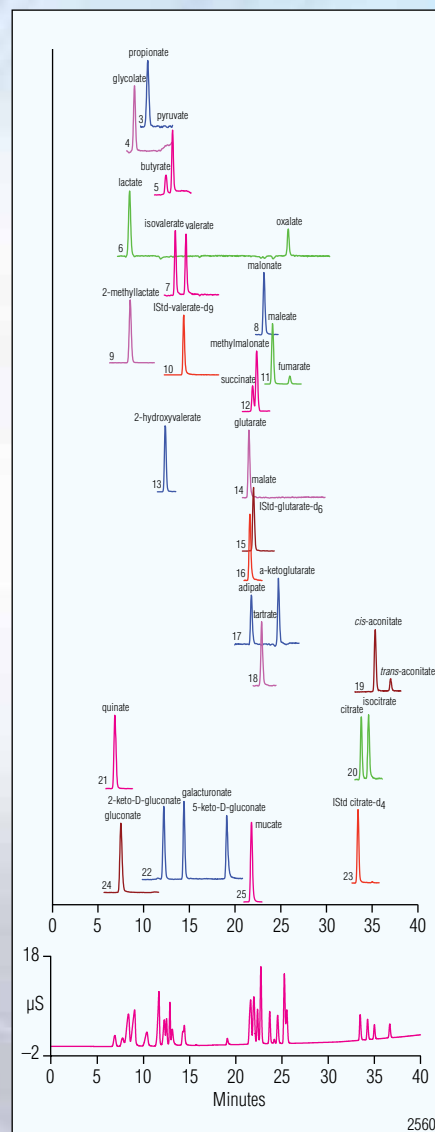 propionate
glycolate
3
pyruvate
4
butyrate
5
lactate
isovalerate valerate
oxalate
6
malonate
7
2-methyllactate
IStd-valerate-d9
8
maleate
methylmalonate
9
10
11
fumarate
succinate
12
2-hydroxyvalerate
glutarate
13
14
malate
IStd-glutarate-d6
15
16
a-ketoglutarate
adipate
tartrate
17
cis-aconitate
18
trans-aconitate
19
isocitrate
quinate
citrate
21
20
2-keto-D-gluconate
galacturonate
5-keto-D-gluconate
IStd citrate-d4
gluconate
mucate
22
24
23
25
0 5 10 15 20 25 30 35 40
18
µS
–2
0 5 10 15 20 25 30 35 40
Minutes
2560